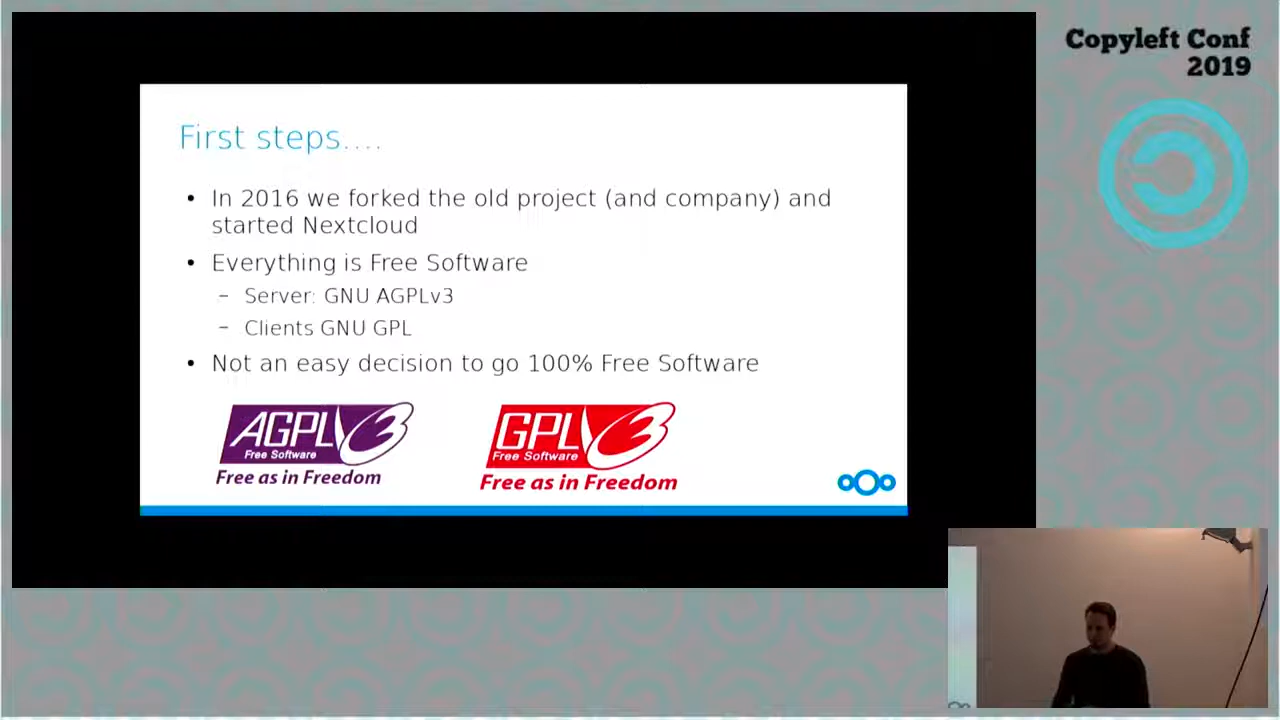 Copyleft Conf
2019
First steps....
• In 2016 we forked the old project (and company) and
started Nextcloud
• Everything is Free Software
– Server: GNU AGPLv3
– Clients GNU GPL
• Not an easy decision to go 100% Free Software
AGPLv3
Free Software
Free as in Freedom
GPLv3
Free Software
Free as in Freedom